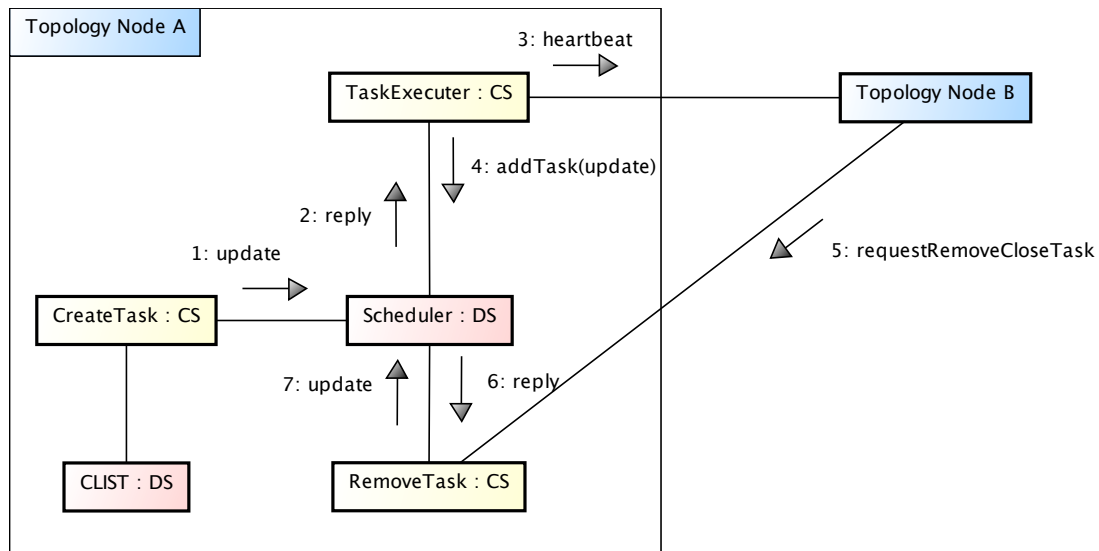 Topology Node A
3: heartbeat
TaskExecuter : CS
Topology Node B
4: addTask(update)
2: reply
1: update
5: requestRemoveCloseTask
CreateTask : CS
Scheduler : DS
7: update
6: reply
CLIST : DS
RemoveTask : CS